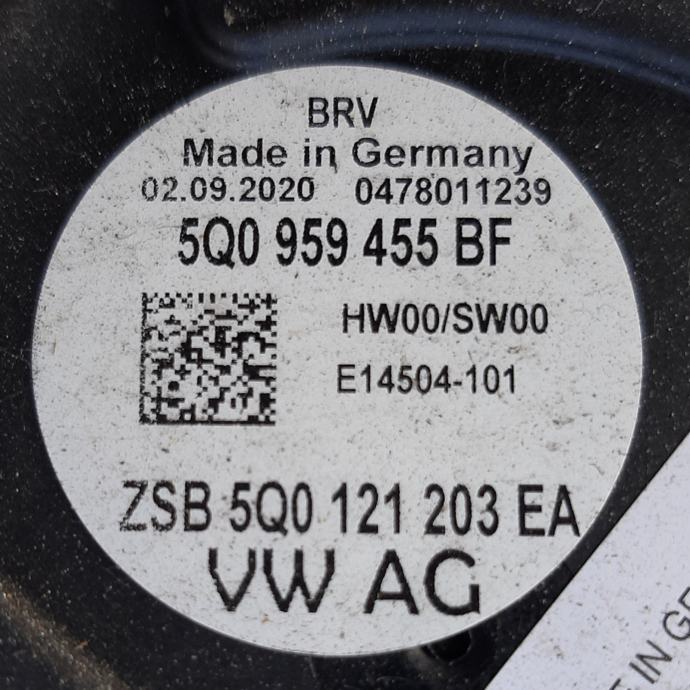 BRV
Made in Germany
02.09.2020 0478011239
5Q0 959 455 BF
HW00/SW00
E14504-101
ZSB 5Q0 121 203 EA
VW AG
IN